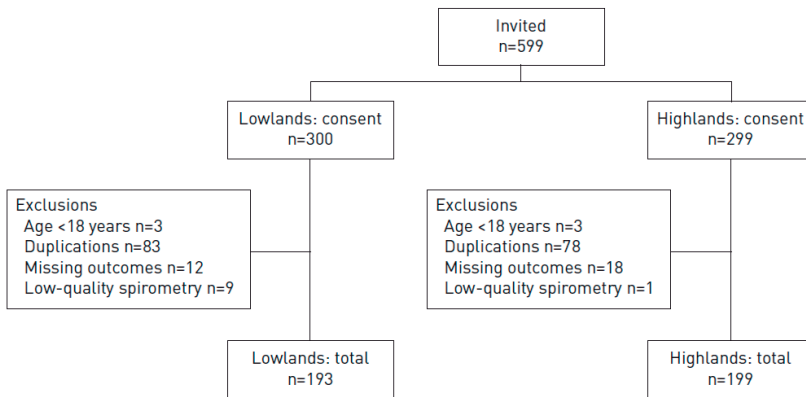 Invited
n=599
Lowlands: consent
n=300
Highlands: consent
n=299
Exclusions
Age <18 years n=3
Duplications n=83
Missing outcomes n=12
Low-quality spirometry n=9
Exclusions
Age <18 years n=3
Duplications n=78
Missing outcomes n=18
Low-quality spirometry n=1
Lowlands: total
n=193
Highlands: total
n=199